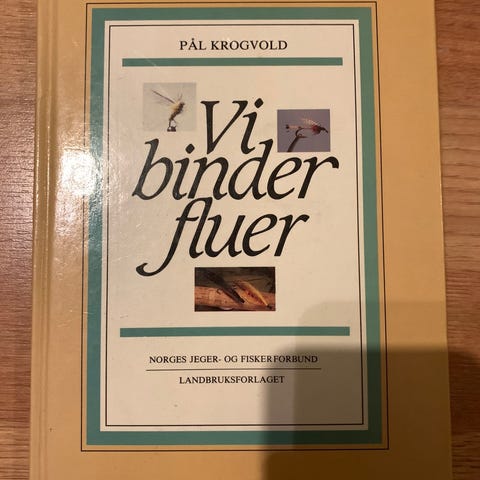 PÅL KROGVOLD
Vi
binder
fluer
NORGES JEGER- OG FISKERFORBUND
LANDBRUKSFORLAGET